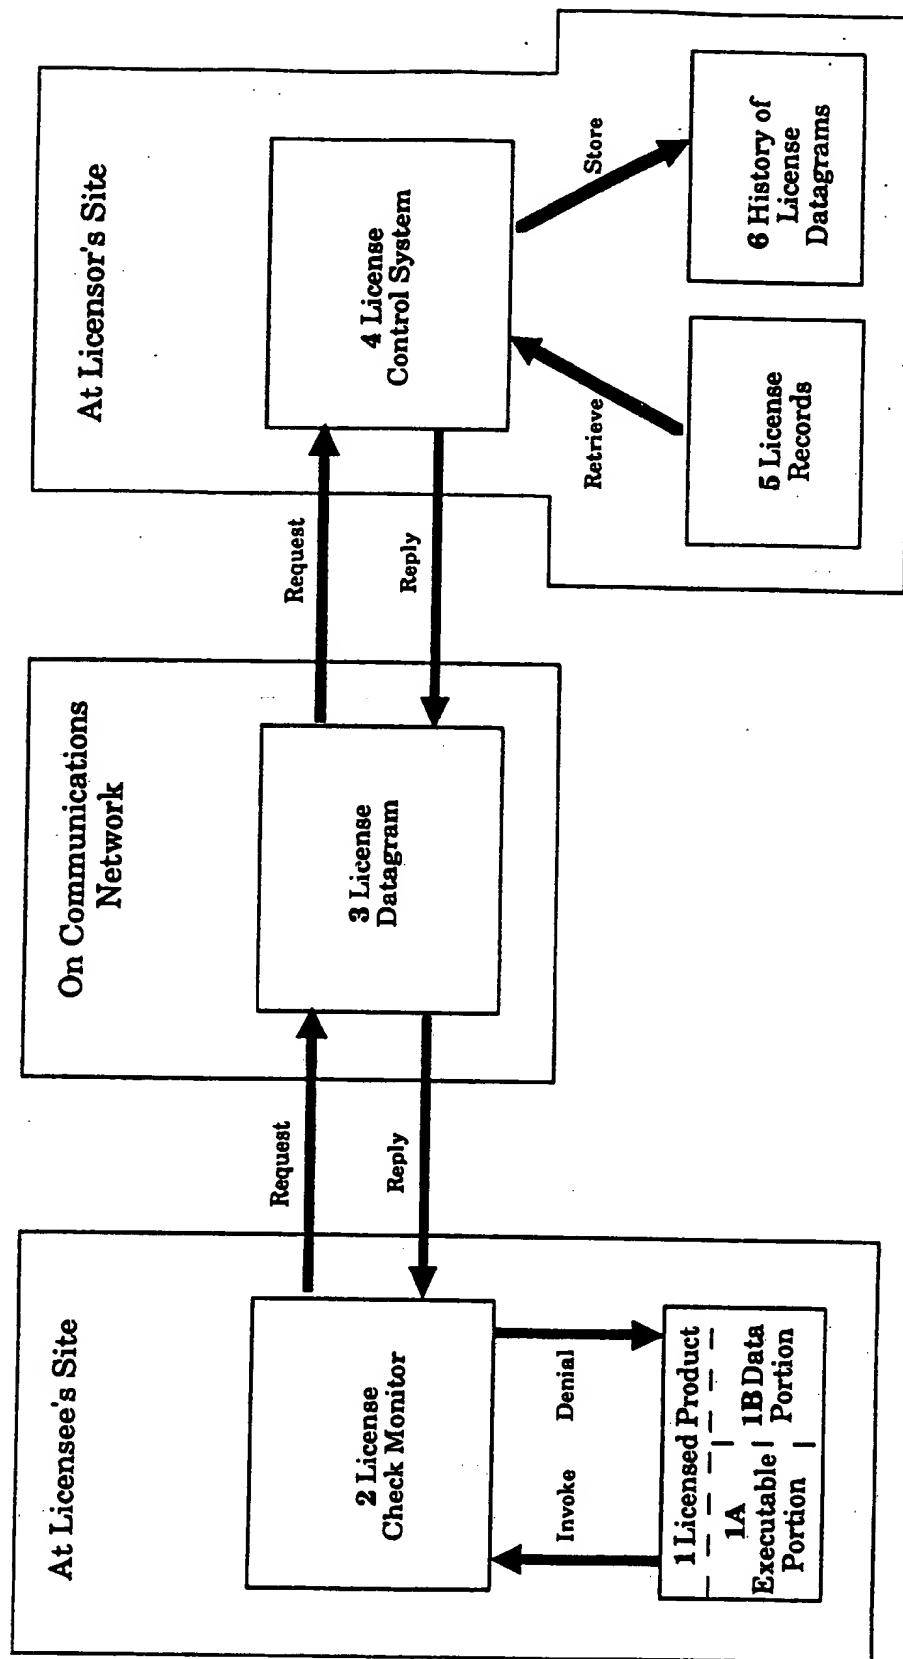 At Licensee's Site
2 License
Check Monitor
Invoke
Denial
1 Licensed Product
1A
Executable
Portion
1B Data
Portion
Request
Reply
On Communications
Network
3 License
Datagram
Request
Reply
At Licensor's Site
4 License
Control System
Retrieve
Store
5 License
Records
6 History of
License
Datagrams